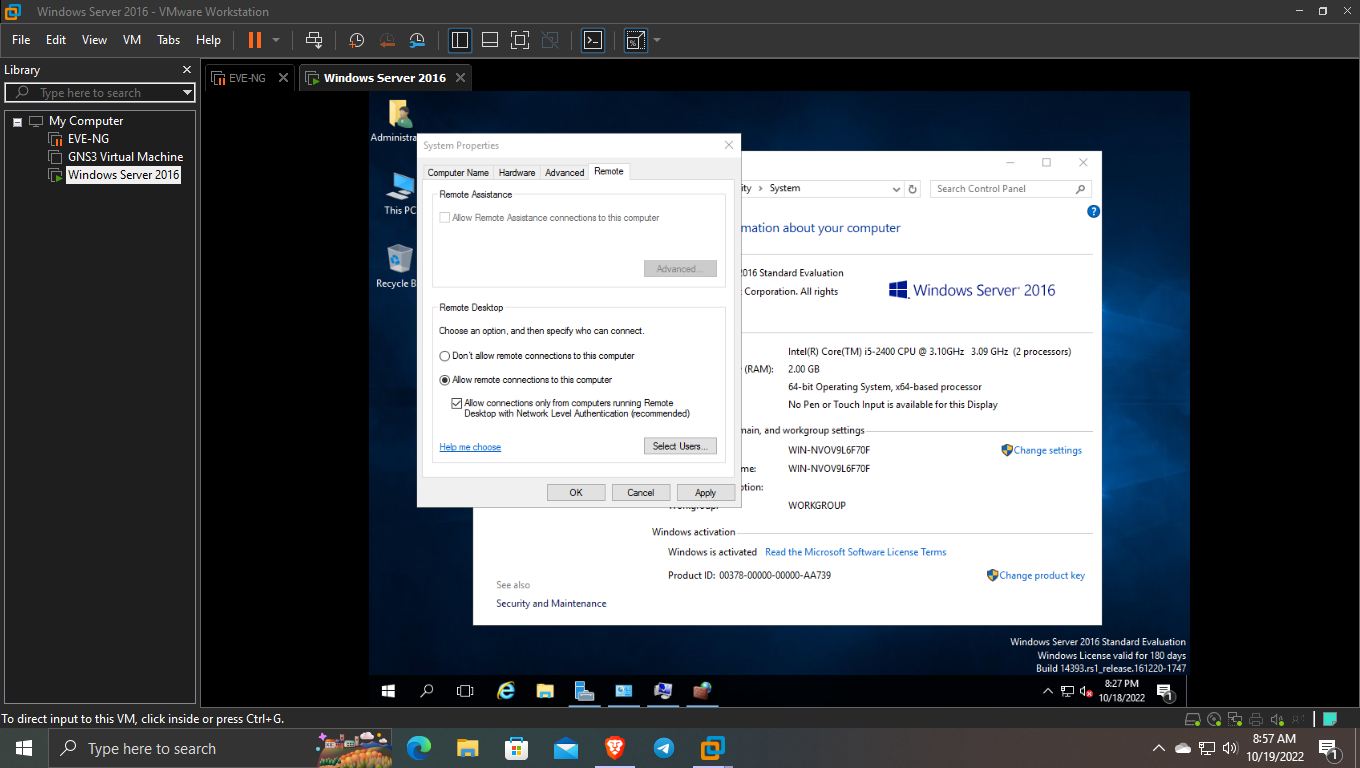 Windows Server 2016 - VMware Workstation
File Edit View VM Tabs Help
Library
Type here to search
My Computer
EVE-NG
GNS3 Virtual Machine
Windows Server 2016
EVE-NG
Windows Server 2016
Administra
This PC
Recycle B
System Properties
Computer Name Hardware Advanced Remote
Remote Assistance
Allow Remote Assistance connections to this computer
Advanced...
Remote Desktop
Choose an option, and then specify who can connect.
Don't allow remote connections to this computer
Allow remote connections to this computer
Allow connections only from computers running Remote
Desktop with Network Level Authentication (recommended)
Help me choose
Select Users...
OK Cancel Apply
ity > System
Search Control Panel
mation about your computer
2016 Standard Evaluation
t Corporation. All rights
Windows Server 2016
Intel(R) Core(TM) i5-2400 CPU @ 3.10GHz 3.09 GHz (2 processors)
(RAM): 2.00 GB
64-bit Operating System, x64-based processor
No Pen or Touch Input is available for this Display
main, and workgroup settings
WIN-NVOV9L6F70F
Change settings
me: WIN-NVOV9L6F70F
ption:
Workgroup: WORKGROUP
Windows activation
Windows is activated Read the Microsoft Software License Terms
Product ID: 00378-00000-00000-AA739
Change product key
See also
Security and Maintenance
Windows Server 2016 Standard Evaluation
Windows License valid for 180 days
Build 14393.rs1_release.161220-1747
8:27 PM
10/18/2022
1
To direct input to this VM, click inside or press Ctrl+G.
Type here to search
8:57 AM
10/19/2022
1